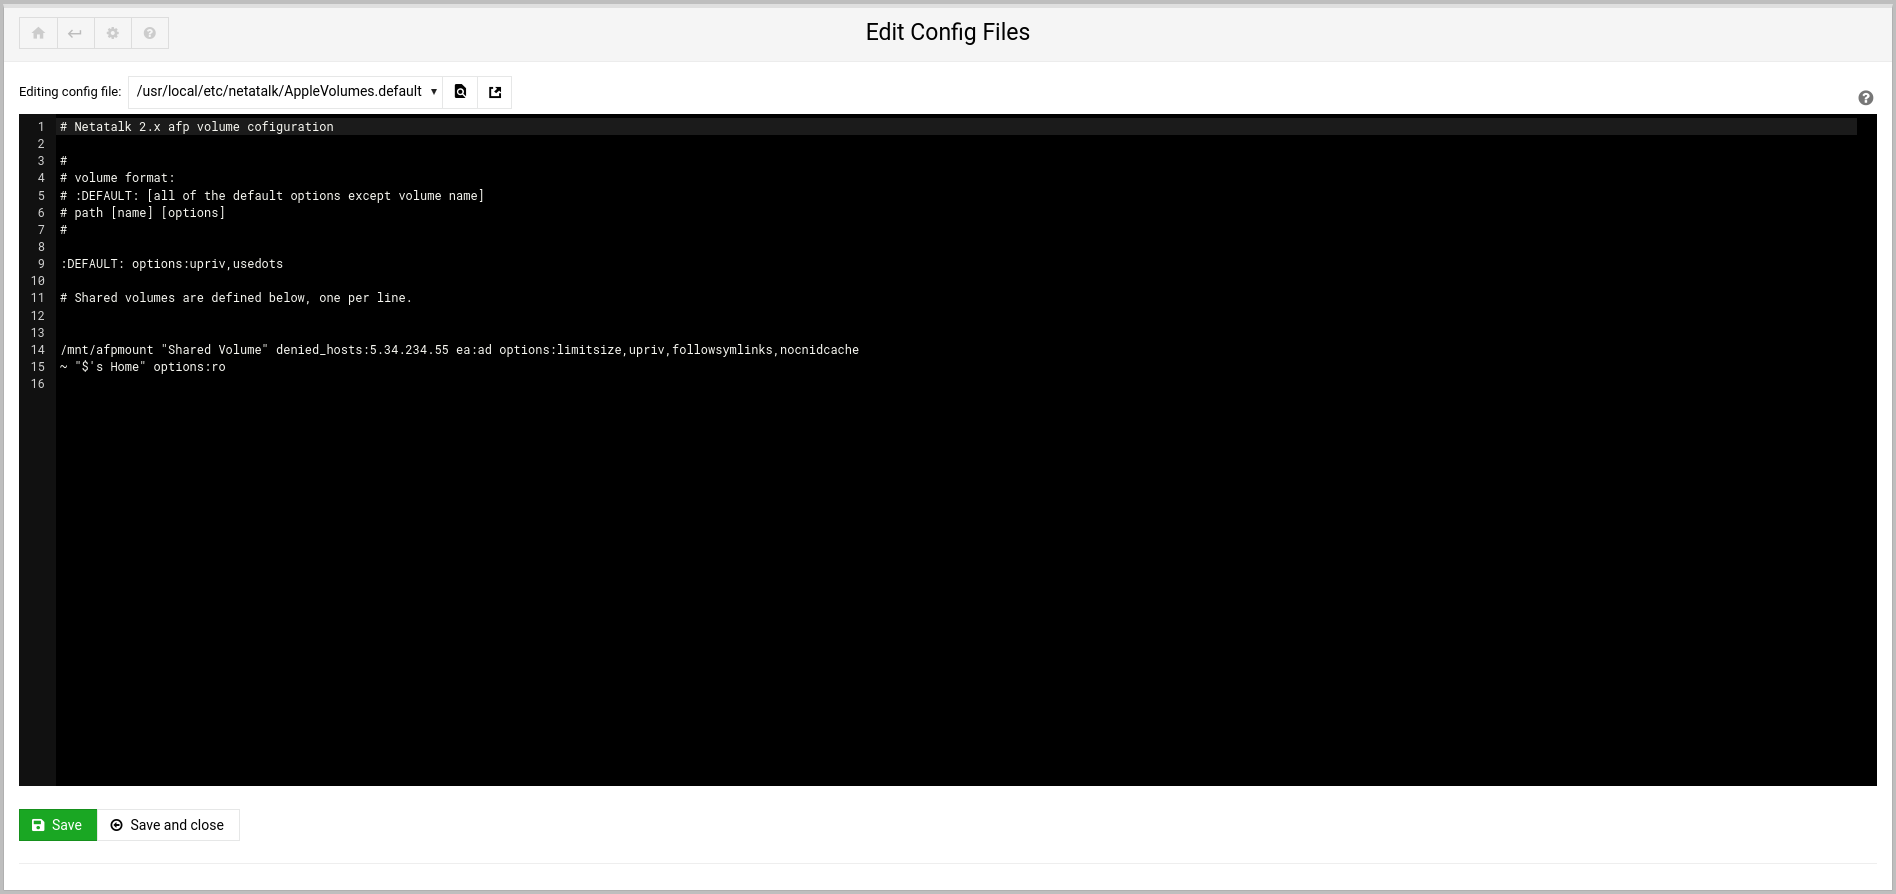 Edit Config Files
Editing config file: /usr/local/etc/netatalk/AppleVolumes.default
1 # Netatalk 2.x afp volume cofiguration
2
3 #
4 # volume format:
5 # :DEFAULT: [all of the default options except volume name]
6 # path [name] [options]
7 #
8
9 :DEFAULT: options:upriv,usedots
10
11 # Shared volumes are defined below, one per line.
12
13
14 /mnt/afpmount "Shared Volume" denied_hosts:5.34.234.55 ea:ad options:limitsize,upriv,followsymlinks,nocnidcache
15 ~ "$'s Home" options:ro
16
Save
Save and close